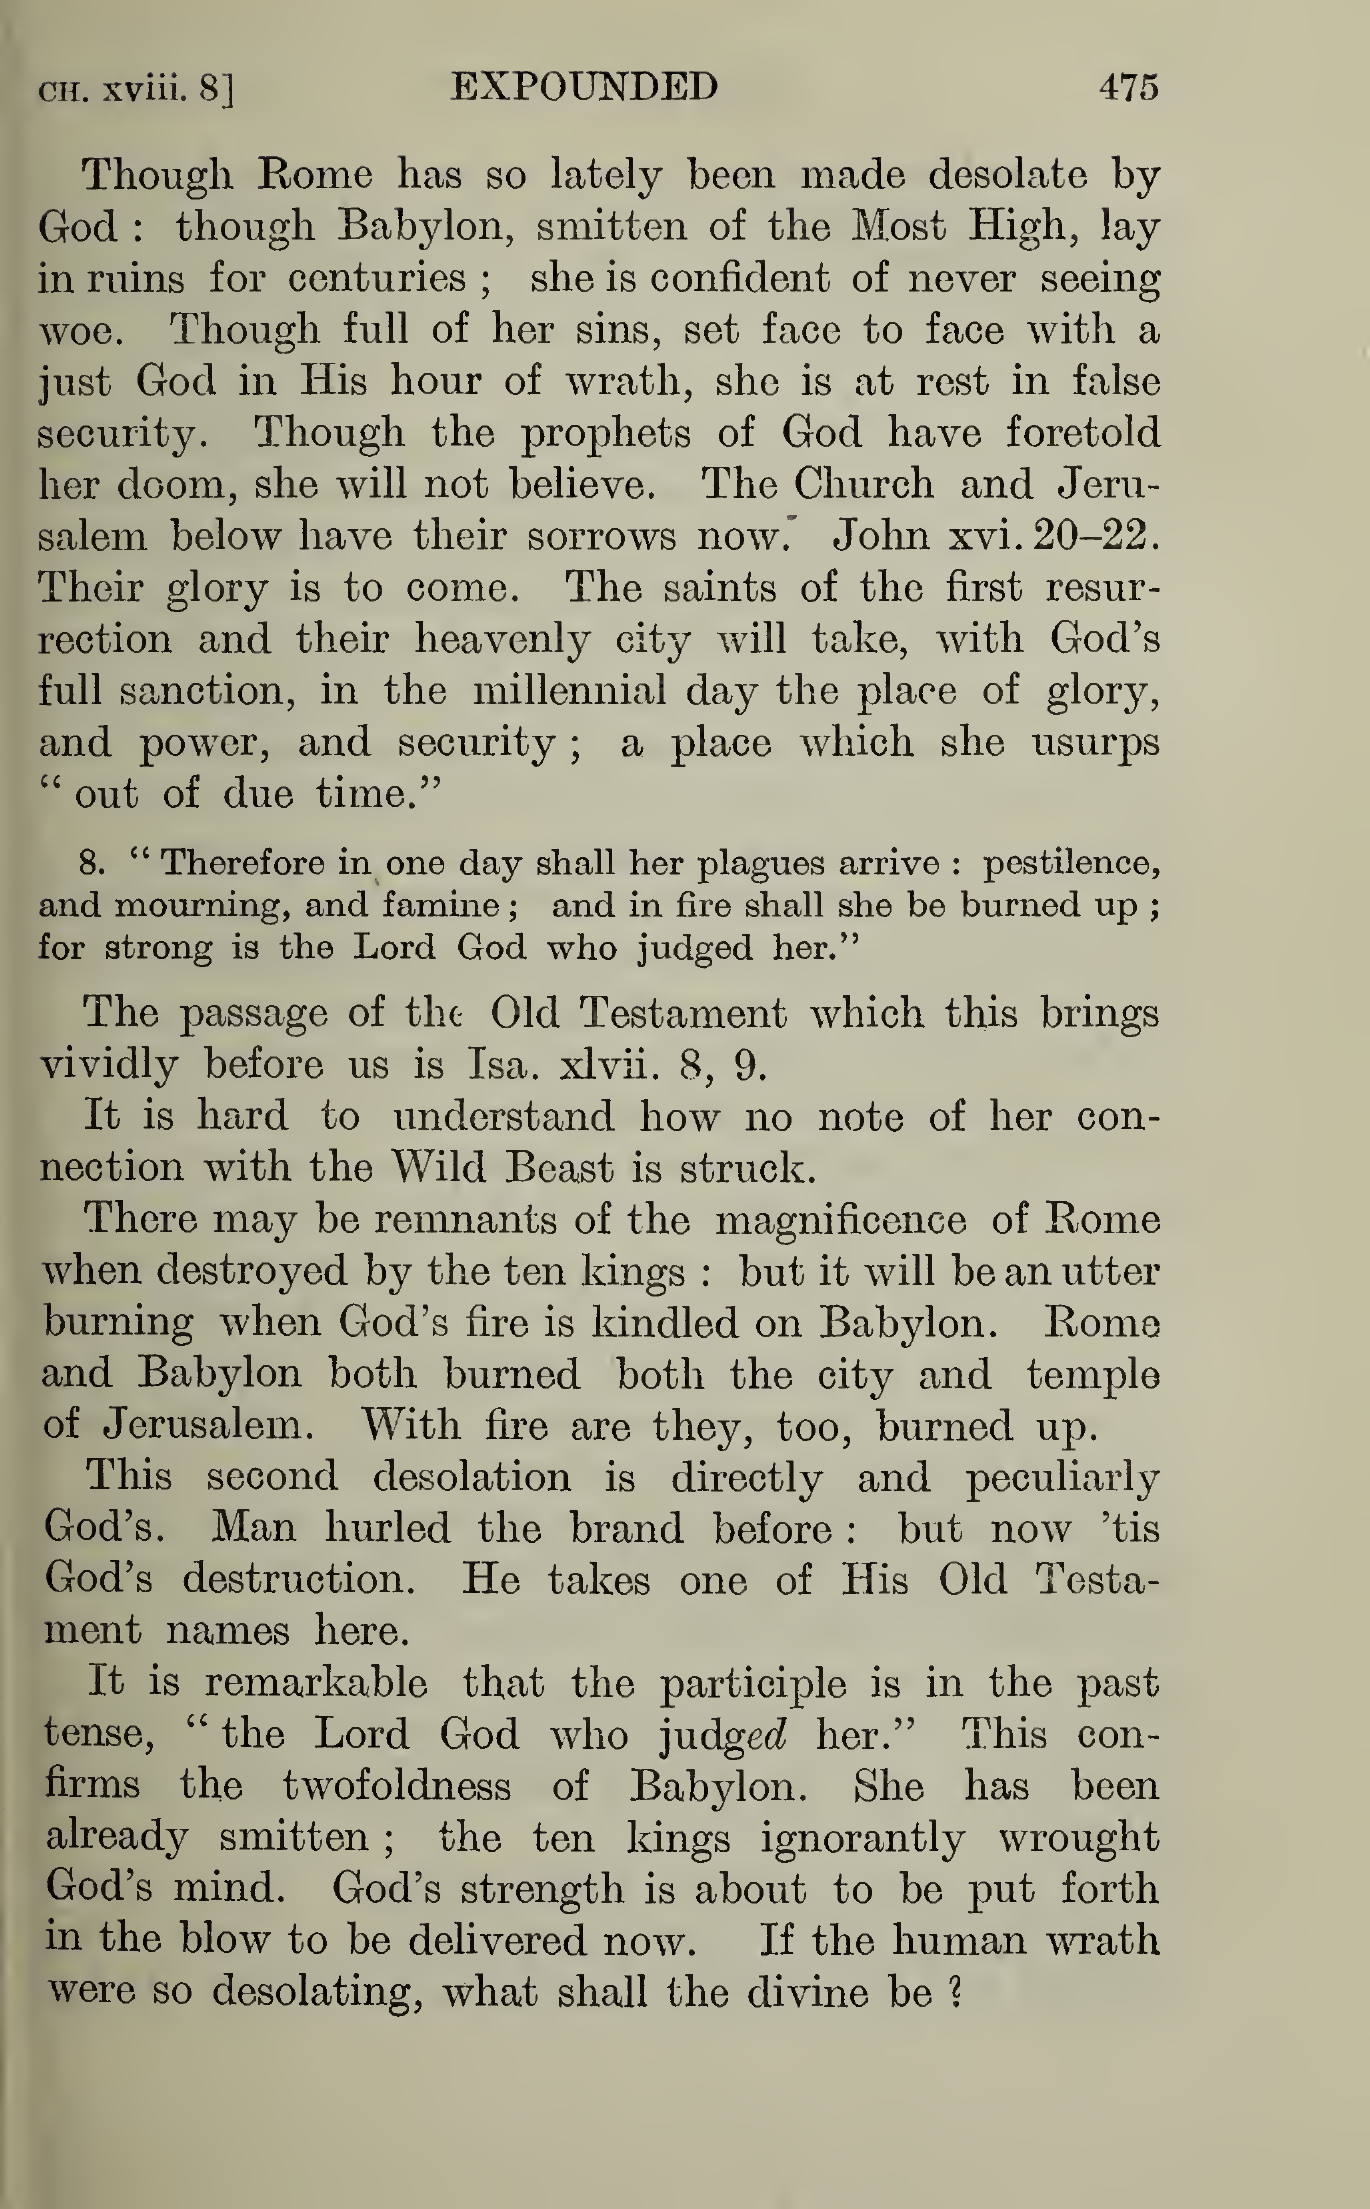 CH. xviii. 8] EXPOUNDED 475
Though Rome has so lately been made desolate by
God : though Babylon, smitten of the Most High, lay
in ruins for centuries ; she is confident of never seeing
woe. Though full of her sins, set face to face with a
just God in His hour of wrath, she is at rest in false
security. Though the prophets of God have foretold
her doom, she will not believe. The Church and Jeru-
salem below have their sorrows now. John xvi. 20–22.
Their glory is to come. The saints of the first resur-
rection and their heavenly city will take, with God’s
full sanction, in the millennial day the place of glory,
and power, and security ; a place which she usurps
“ out of due time.”
8. “ Therefore in one day shall her plagues arrive : pestilence,
and mourning, and famine ; and in fire shall she be burned up ;
for strong is the Lord God who judged her.”
The passage of the Old Testament which this brings
vividly before us is Isa. xlvii. 8, 9.
It is hard to understand how no note of her con-
nection with the Wild Beast is struck.
There may be remnants of the magnificence of Rome
when destroyed by the ten kings : but it will be an utter
burning when God’s fire is kindled on Babylon. Rome
and Babylon both burned both the city and temple
of Jerusalem. With fire are they, too, burned up.
This second desolation is directly and peculiarly
God’s. Man hurled the brand before : but now ’tis
God’s destruction. He takes one of His Old Testa-
ment names here.
It is remarkable that the participle is in the past
tense, “ the Lord God who judged her.” This con-
firms the twofoldness of Babylon. She has been
already smitten ; the ten kings ignorantly wrought
God’s mind. God’s strength is about to be put forth
in the blow to be delivered now. If the human wrath
were so desolating, what shall the divine be ?